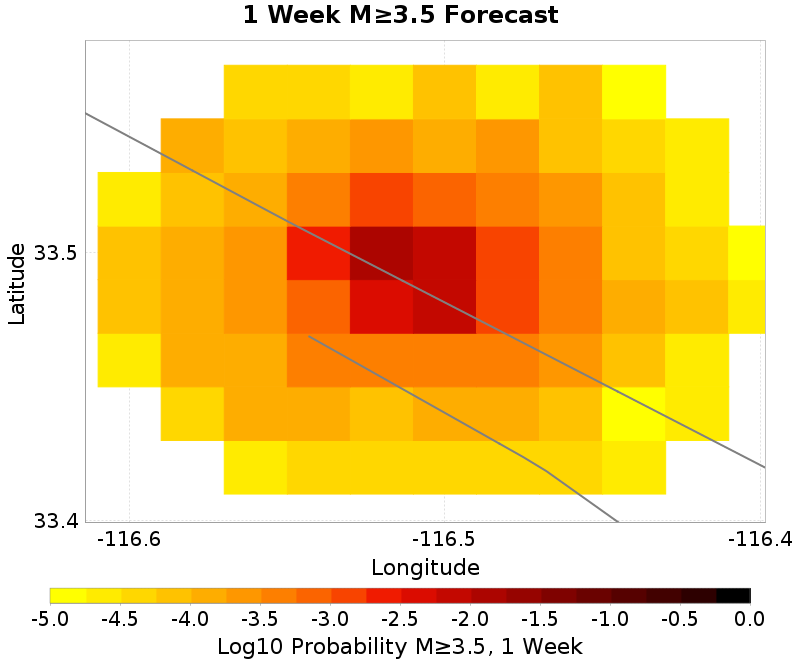 1 Week M≥3.5 Forecast
Latitude
33.5
33.4
-116.6 -116.5 -116.4
Longitude
-5.0 -4.5 -4.0 -3.5 -3.0 -2.5 -2.0 -1.5 -1.0 -0.5 0.0
Log10 Probability M≥3.5, 1 Week